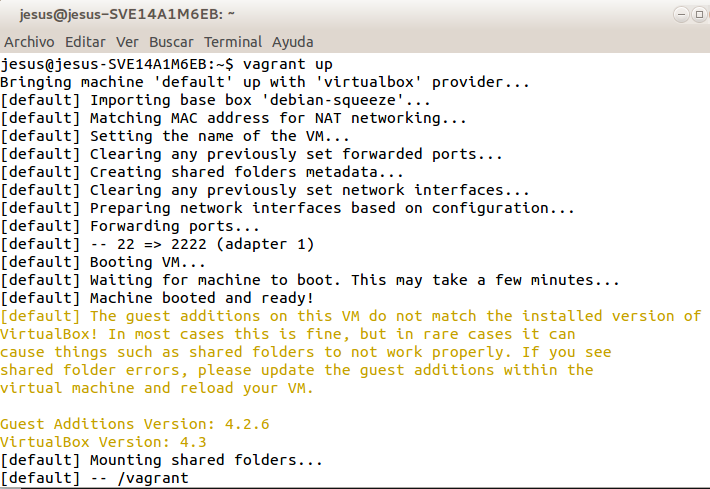 jesus@jesus-SVE14A1M6EB: ~
Archivo Editar Ver Buscar Terminal Ayuda
jesus@jesus-SVE14A1M6EB:~$ vagrant up
Bringing machine 'default' up with 'virtualbox' provider...
[default] Importing base box 'debian-squeeze'...
[default] Matching MAC address for NAT networking...
[default] Setting the name of the VM...
[default] Clearing any previously set forwarded ports...
[default] Creating shared folders metadata...
[default] Clearing any previously set network interfaces...
[default] Preparing network interfaces based on configuration...
[default] Forwarding ports...
[default] -- 22 => 2222 (adapter 1)
[default] Booting VM...
[default] Waiting for machine to boot. This may take a few minutes...
[default] Machine booted and ready!
[default] The guest additions on this VM do not match the installed version of
VirtualBox! In most cases this is fine, but in rare cases it can
cause things such as shared folders to not work properly. If you see
shared folder errors, please update the guest additions within the
virtual machine and reload your VM.
Guest Additions Version: 4.2.6
VirtualBox Version: 4.3
[default] Mounting shared folders...
[default] -- /vagrant